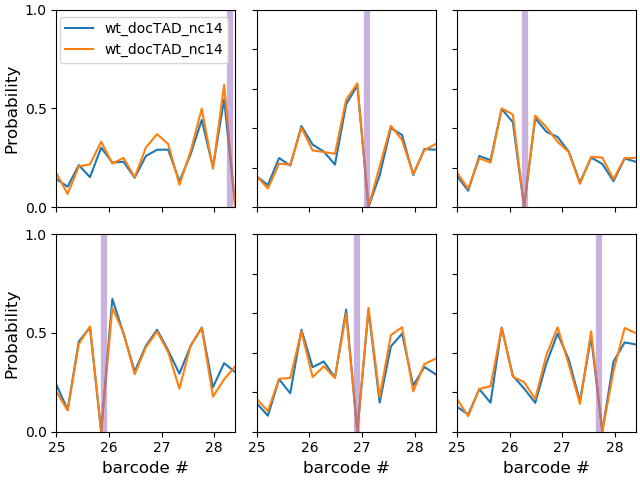 1.0
wt_docTAD_nc14
wt_docTAD_nc14
Probability
0.5
0.0
1.0
Probability
0.5
0.0
25 26 27 28
25 26 27 28
25 26 27 28
barcode # barcode # barcode #